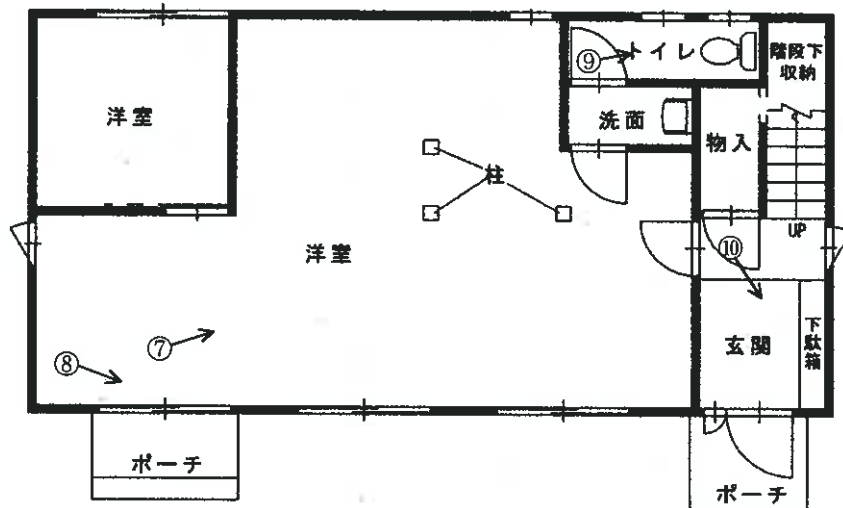 ⑨
トイレ
階段下
収納
洋室
洗面
物入
柱
UP
洋室
⑩
⑦
⑧
玄関
下駄箱
ポーチ
ポーチ